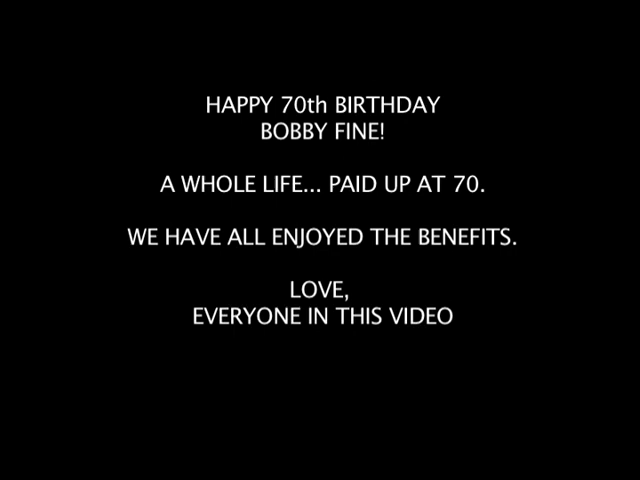 HAPPY 70th BIRTHDAY
BOBBY FINE!
A WHOLE LIFE... PAID UP AT 70.
WE HAVE ALL ENJOYED THE BENEFITS.
LOVE,
EVERYONE IN THIS VIDEO